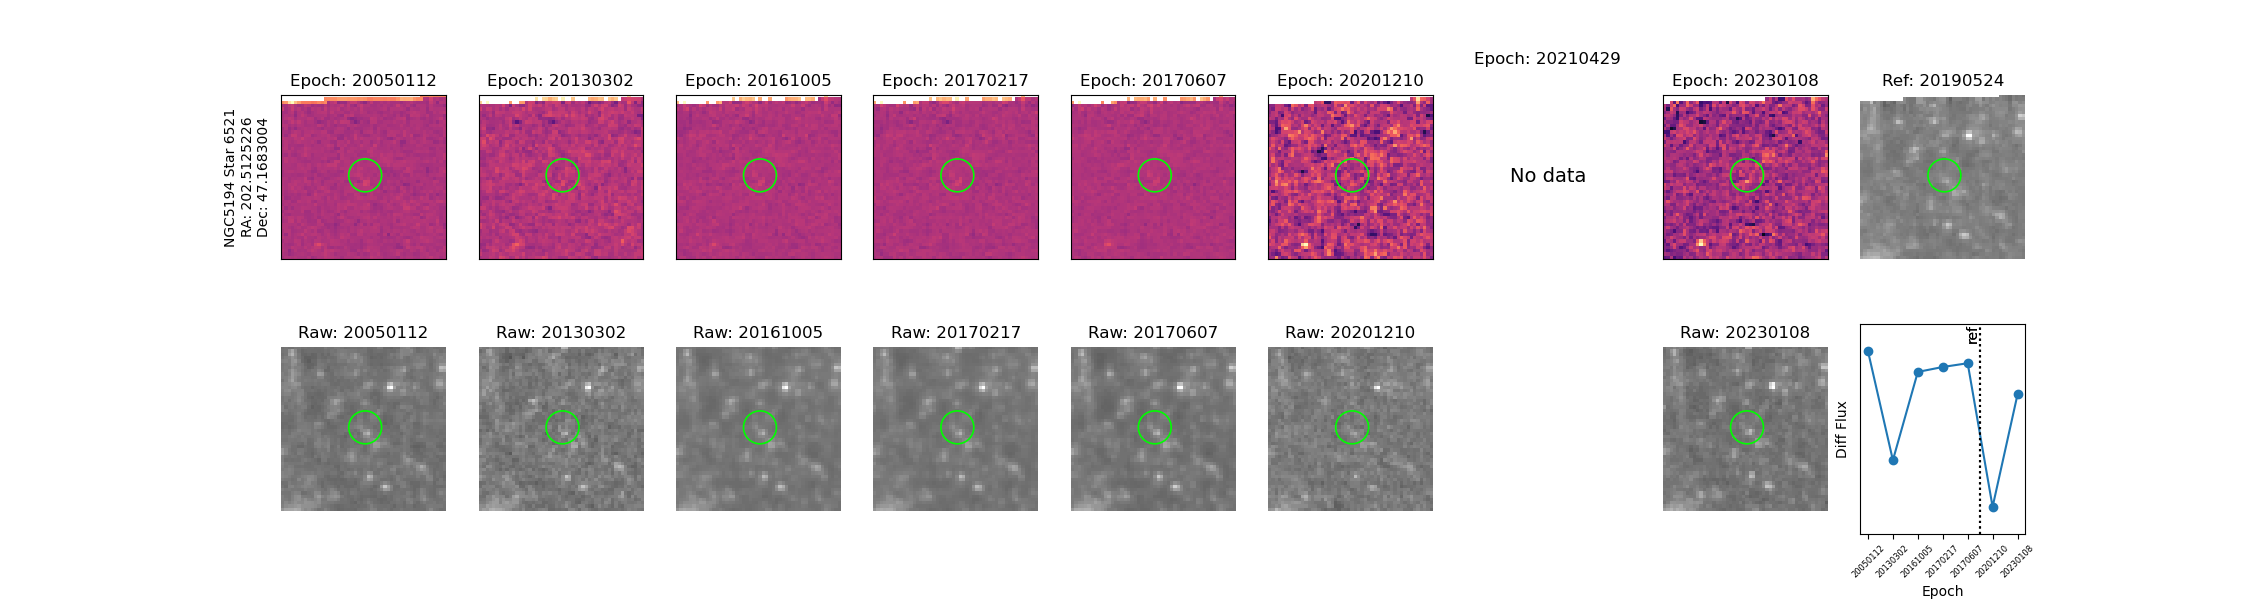 Epoch: 20210429
Epoch: 20050112
Epoch: 20130302
Epoch: 20161005
Epoch: 20170217
Epoch: 20170607
Epoch: 20201210
Epoch: 20230108
Ref: 20190524
NGC5194 Star 6521
RA: 202.5125226
Dec: 47.1683004
No data
Raw: 20050112
Raw: 20130302
Raw: 20161005
Raw: 20170217
Raw: 20170607
Raw: 20201210
Raw: 20230108
ref
Diff Flux
20050112
20130302
20161005
20170217
20170607
20201210
20230108
Epoch